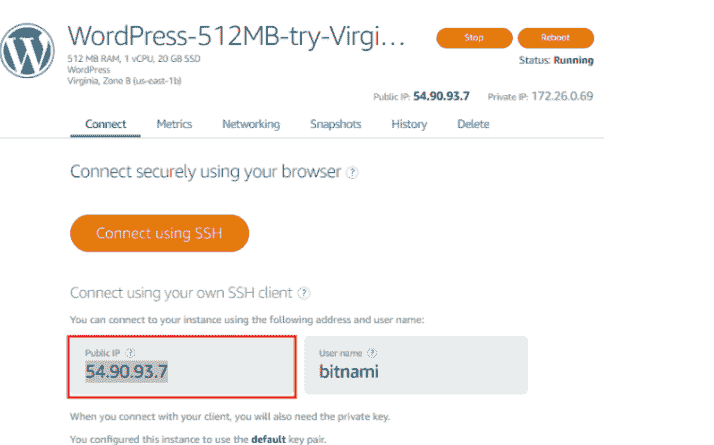 WordPress-512MB-try-Virgi...
Stop
Reboot
512 MB RAM, 1 vCPU, 20 GB SSD
Status: Running
WordPress
Virginia, Zone B (us-east-1b)
Public IP: 54.90.93.7 Private IP: 172.26.0.69
Connect Metrics Networking Snapshots History Delete
Connect securely using your browser ?
Connect using SSH
Connect using your own SSH client ?
You can connect to your instance using the following address and user name:
Public IP ?
54.90.93.7
User name ?
bitnami
When you connect with your client, you will also need the private key.
You configured this instance to use the default key pair.